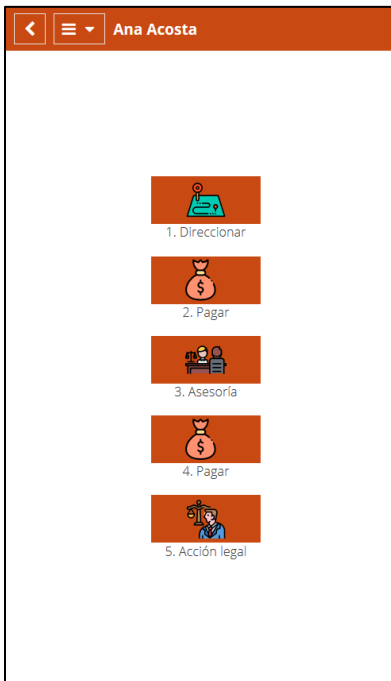 Ana Acosta
1. Direccionar
$
2. Pagar
3. Asesoría
$
4. Pagar
5. Acción legal